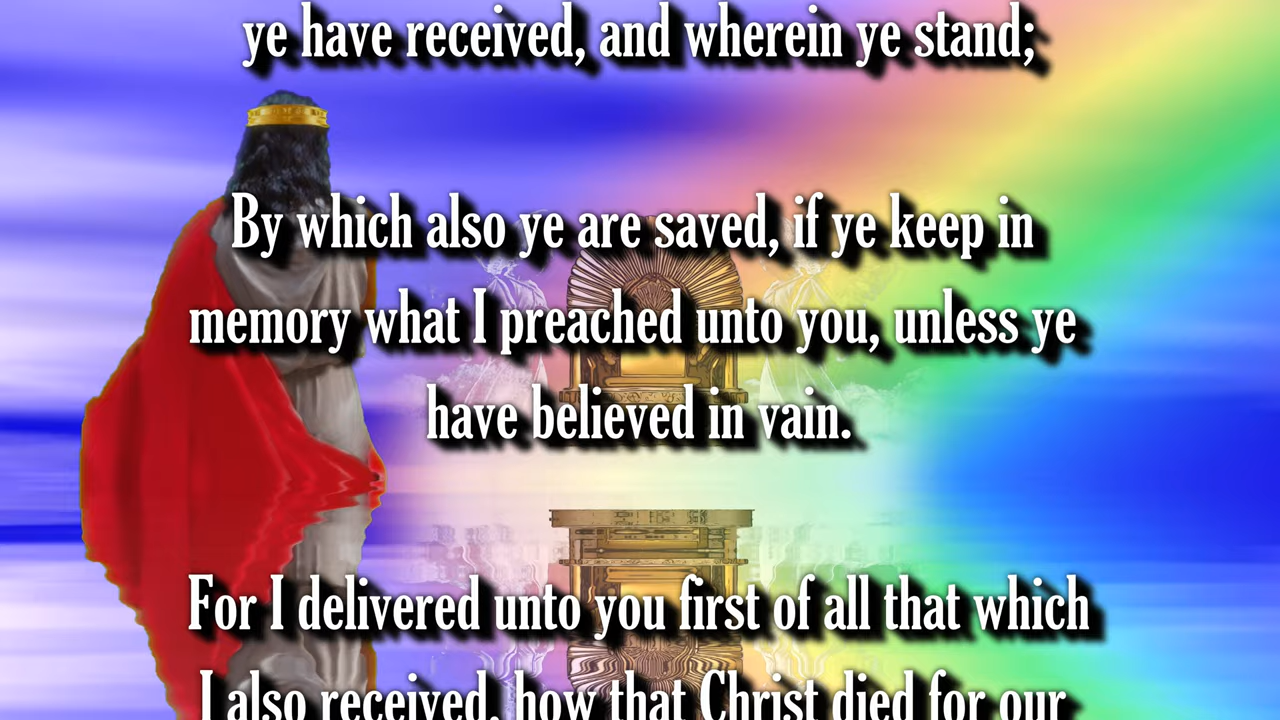 ye have received, and wherein ye stand;
By which also ye are saved, if ye keep in
memory what I preached unto you, unless ye
have believed in vain.
For I delivered unto you first of all that which
I also received, how that Christ died for our